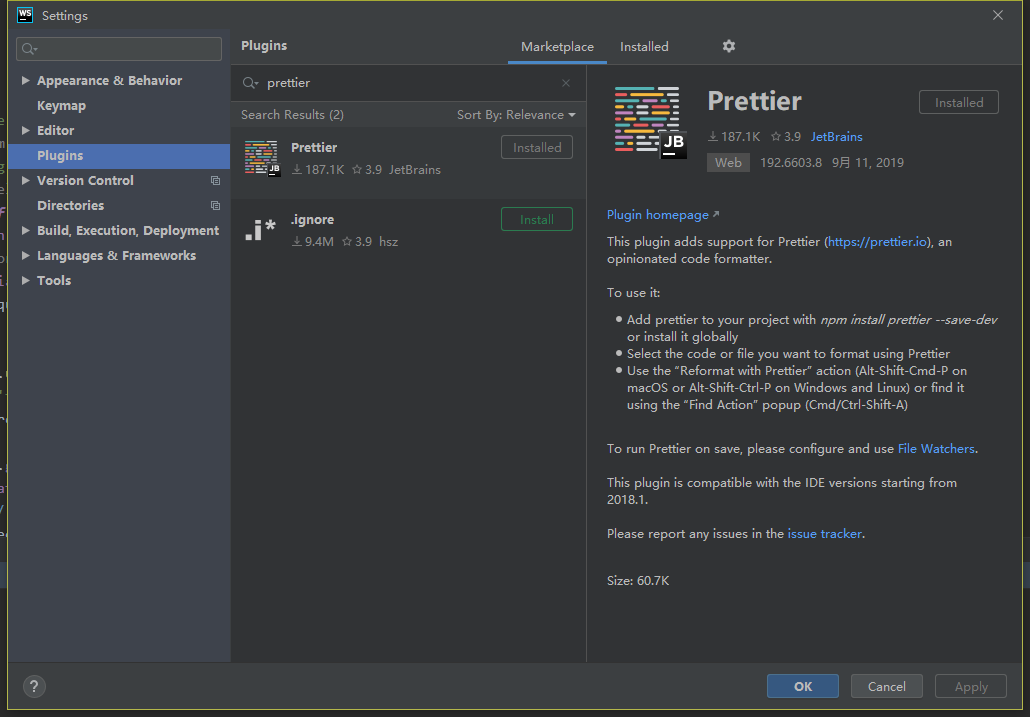 WS Settings
Plugins
Marketplace
Installed
Appearance & Behavior
Keymap
Editor
Plugins
Version Control
Directories
Build, Execution, Deployment
Languages & Frameworks
Tools
prettier
Search Results (2)
Sort By: Relevance
Prettier
Installed
187.1K 3.9 JetBrains
.ignore
Install
9.4M 3.9 hsz
JB
Prettier
Installed
187.1K 3.9 JetBrains
Web 192.6603.8 9月 11, 2019
Plugin homepage
This plugin adds support for Prettier (https://prettier.io), an
opinionated code formatter.
To use it:
Add prettier to your project with npm install prettier --save-dev
or install it globally
Select the code or file you want to format using Prettier
Use the “Reformat with Prettier” action (Alt-Shift-Cmd-P on
macOS or Alt-Shift-Ctrl-P on Windows and Linux) or find it
using the “Find Action” popup (Cmd/Ctrl-Shift-A)
To run Prettier on save, please configure and use File Watchers.
This plugin is compatible with the IDE versions starting from
2018.1.
Please report any issues in the issue tracker.
Size: 60.7K
?
OK
Cancel
Apply